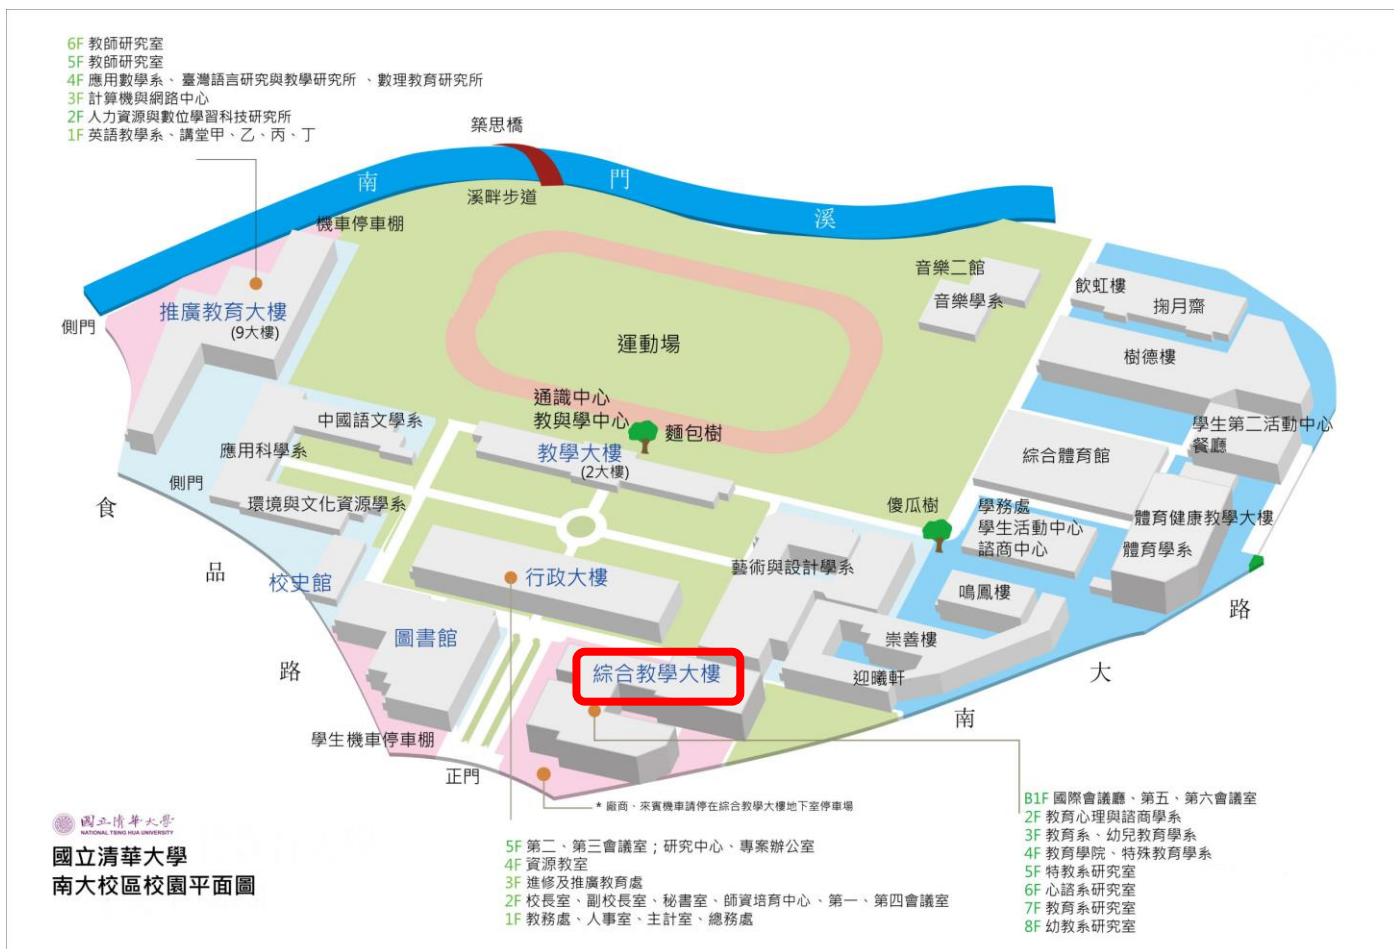 6F 教師研究室
5F 教師研究室
4F 應用數學系、臺灣語言研究與教學研究所 、數理教育研究所
3F 計算機與網路中心
2F 人力資源與數位學習科技研究所
1F 英語教學系、講堂甲、乙、丙、丁
築思橋
南
門
溪
溪畔步道
機車停車棚
推廣教育大樓
(9大樓)
側門
音樂二館
音樂學系
飲虹樓
掬月齋
樹德樓
運動場
通識中心
教與學中心
麵包樹
教學大樓
(2大樓)
中國語文學系
應用科學系
側門
環境與文化資源學系
學生第二活動中心
餐廳
綜合體育館
傻瓜樹
學務處
學生活動中心
諮商中心
體育健康教學大樓
體育學系
食
品
路
校史館
行政大樓
藝術與設計學系
鳴鳳樓
圖書館
崇善樓
迎曦軒
綜合教學大樓
路
大
南
學生機車停車棚
正門
* 廠商、來賓機車請停在綜合教學大樓地下室停車場
5F 第二、第三會議室；研究中心、專案辦公室
4F 資源教室
3F 進修及推廣教育處
2F 校長室、副校長室、秘書室、師資培育中心、第一、第四會議室
1F 教務處、人事室、主計室、總務處
B1F 國際會議廳、第五、第六會議室
2F 教育心理與諮商學系
3F 教育系、幼兒教育學系
4F 教育學院、特殊教育學系
5F 特教系研究室
6F 心諮系研究室
7F 教育系研究室
8F 幼教系研究室
國立清華大學
NATIONAL TSING HUA UNIVERSITY
國立清華大學
南大校區校園平面圖